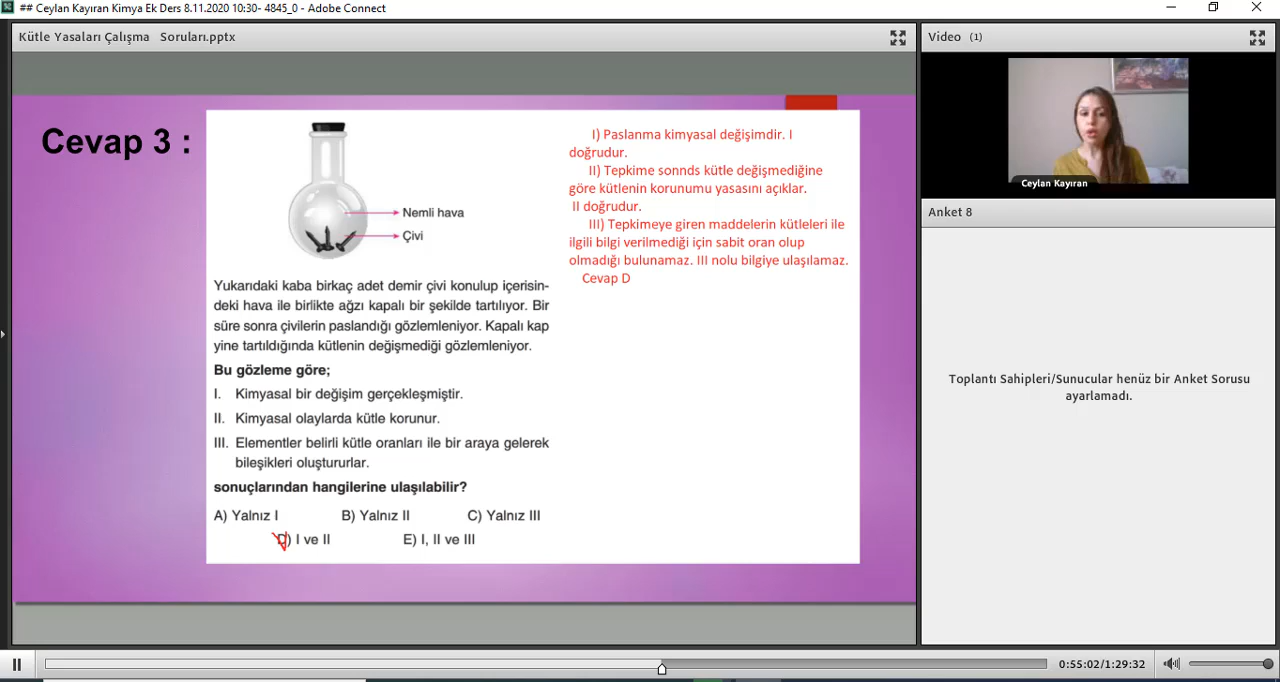 ## Ceylan Kayıran Kimya Ek Ders 8.11.2020 10:30- 4845_0 - Adobe Connect
Kütle Yasaları Çalışma Soruları.pptx
Cevap 3 :
Nemli hava
Çivi
Yukarıdaki kaba birkaç adet demir çivi konulup içerisin-
deki hava ile birlikte ağzı kapalı bir şekilde tartılıyor. Bir
süre sonra çivilerin paslandığı gözlemleniyor. Kapalı kap
yine tartıldığında kütlenin değişmediği gözlemleniyor.
Bu gözleme göre;
I. Kimyasal bir değişim gerçekleşmiştir.
II. Kimyasal olaylarda kütle korunur.
III. Elementler belirli kütle oranları ile bir araya gelerek
bileşikleri oluştururlar.
sonuçlarından hangilerine ulaşılabilir?
A) Yalnız I B) Yalnız II C) Yalnız III
D) I ve II E) I, II ve III
I) Paslanma kimyasal değişimdir. I
doğrudur.
II) Tepkime sonnds kütle değişmediğine
göre kütlenin korunumu yasasını açıklar.
II doğrudur.
III) Tepkimeye giren maddelerin kütleleri ile
ilgili bilgi verilmediği için sabit oran olup
olmadığı bulunamaz. III nolu bilgiye ulaşılamaz.
Cevap D
Video (1)
Ceylan Kayıran
Anket 8
Toplantı Sahipleri/Sunucular henüz bir Anket Sorusu
ayarlamadı.
0:55:02/1:29:32